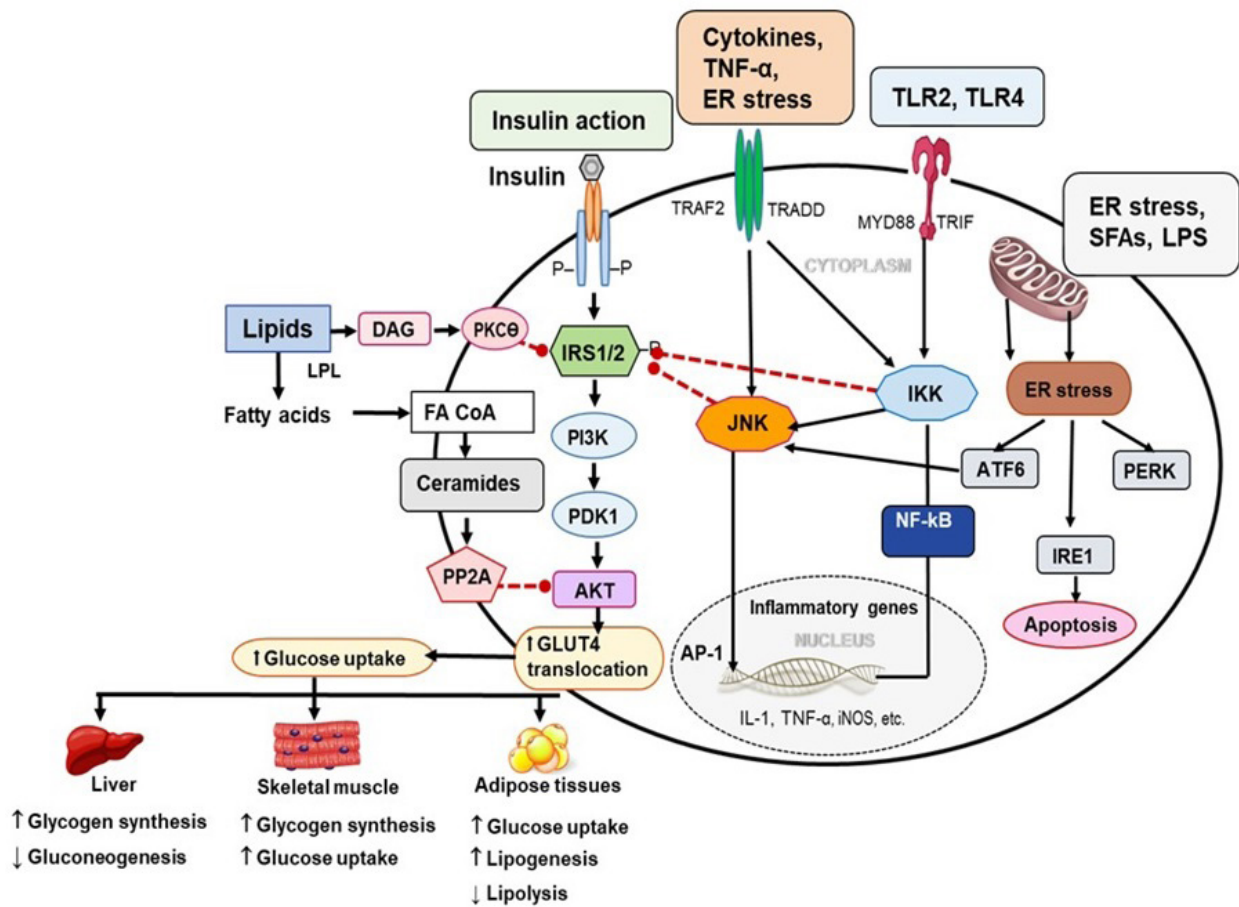 Cytokines,
TNF-α,
ER stress
TLR2, TLR4
Insulin action
Insulin
ER stress,
SFAs, LPS
TRAF2
TRADD
MYD88
TRIF
CYTOPLASM
P–
–P
Lipids
DAG
PKCΘ
IRS1/2
–P
LPL
Fatty acids
FA CoA
PI3K
JNK
IKK
ER stress
Ceramides
ATF6
PERK
PDK1
NF-kB
PP2A
AKT
IRE1
Inflammatory genes
NUCLEUS
Apoptosis
↑GLUT4
translocation
↑Glucose uptake
AP-1
IL-1, TNF-α, iNOS, etc.
Liver
Skeletal muscle
Adipose tissues
↑Glycogen synthesis
↓Gluconeogenesis
↑Glycogen synthesis
↑Glucose uptake
↑Glucose uptake
↑Lipogenesis
↓Lipolysis